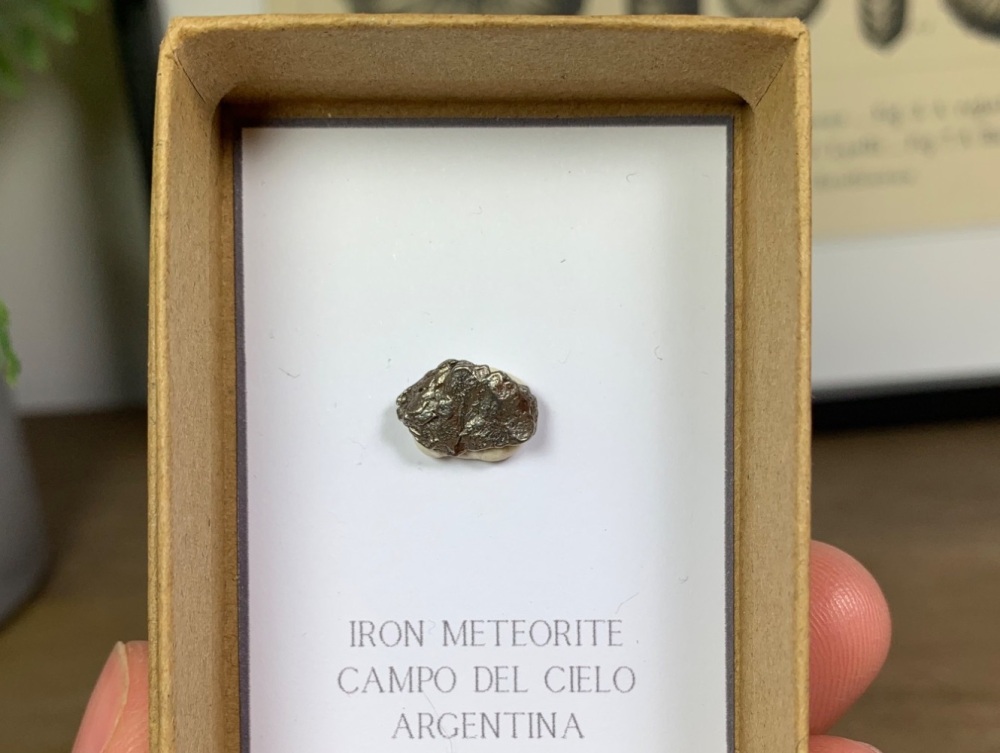 IRON METEORITE
CAMPO DEL CIELO
ARGENTINA